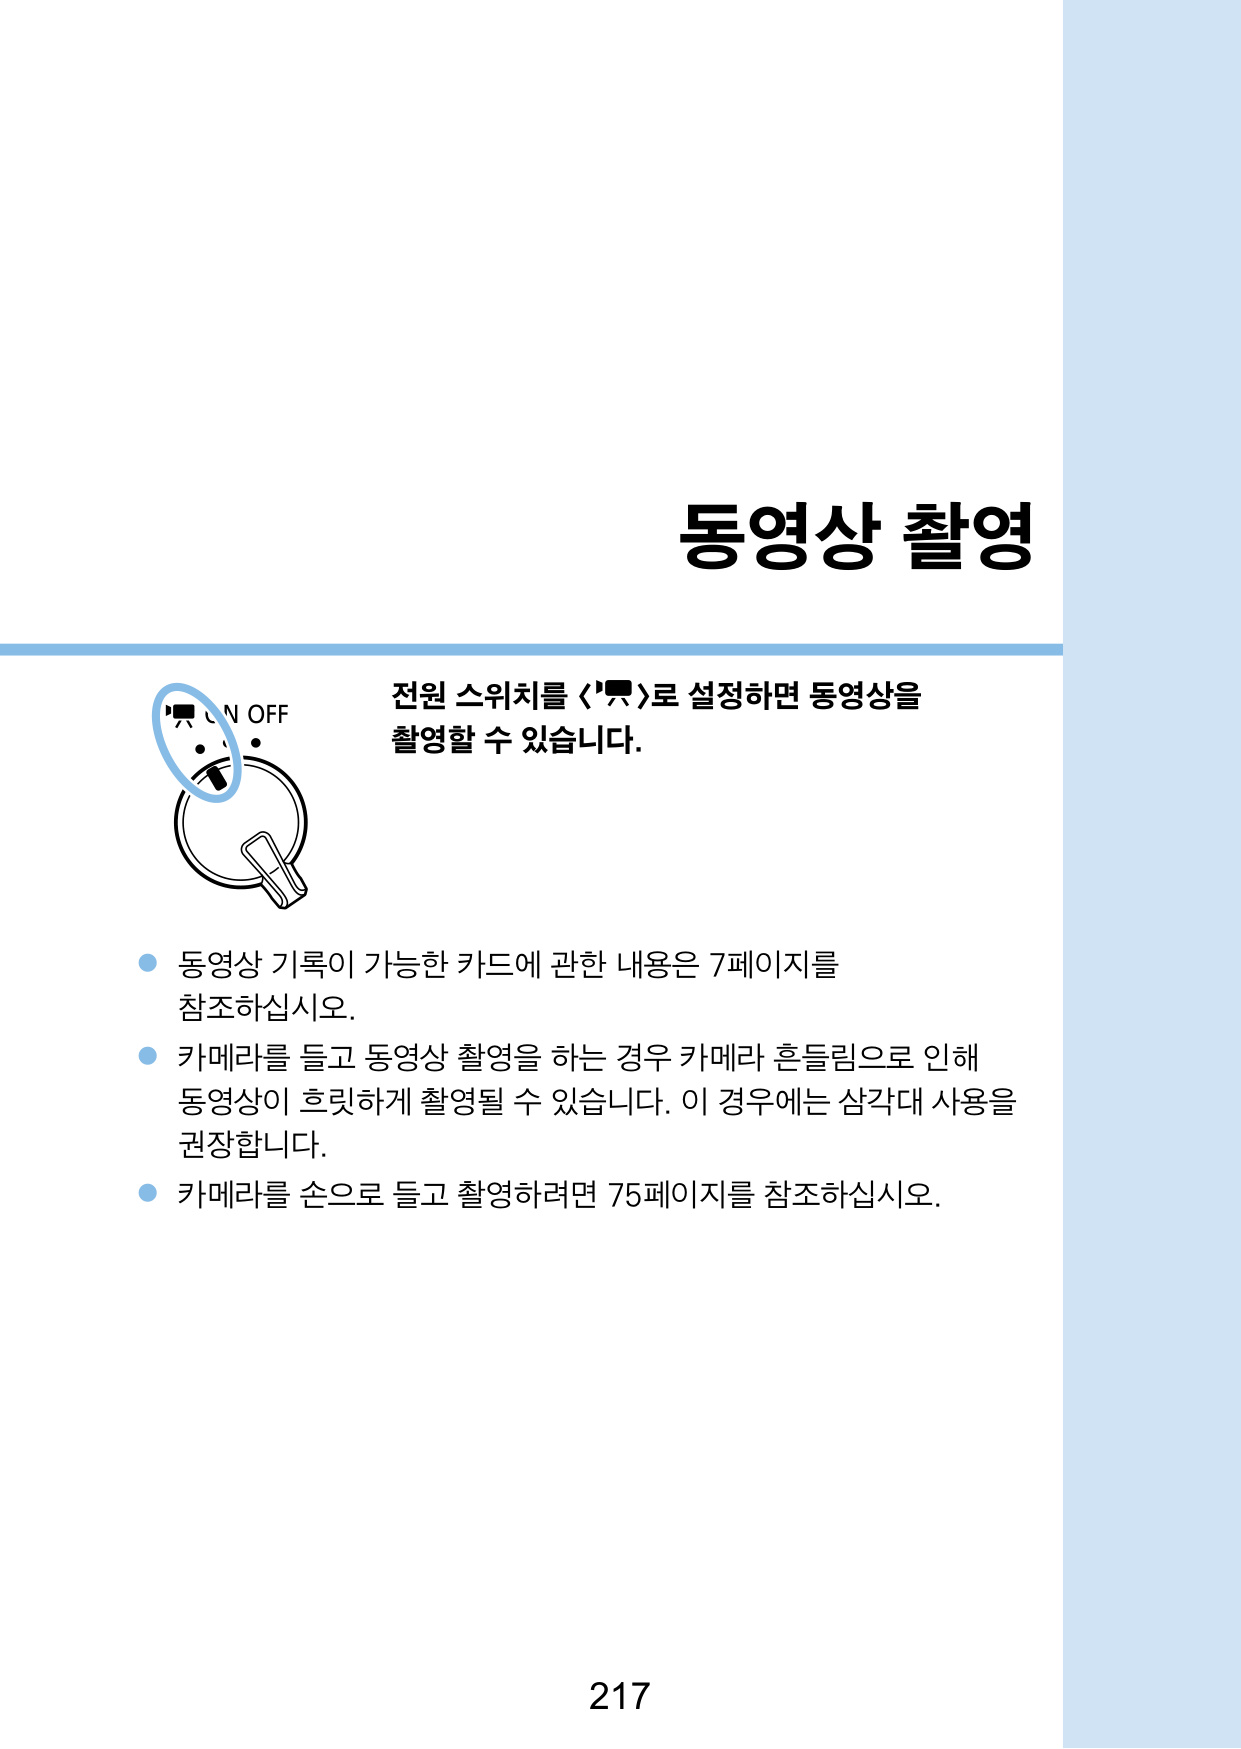 동영상 촬영
ON OFF
전원 스위치를 < >로 설정하면 동영상을
촬영할 수 있습니다.
● 동영상 기록이 가능한 카드에 관한 내용은 7페이지를
참조하십시오.
● 카메라를 들고 동영상 촬영을 하는 경우 카메라 흔들림으로 인해
동영상이 흐릿하게 촬영될 수 있습니다. 이 경우에는 삼각대 사용을
권장합니다.
● 카메라를 손으로 들고 촬영하려면 75페이지를 참조하십시오.
217